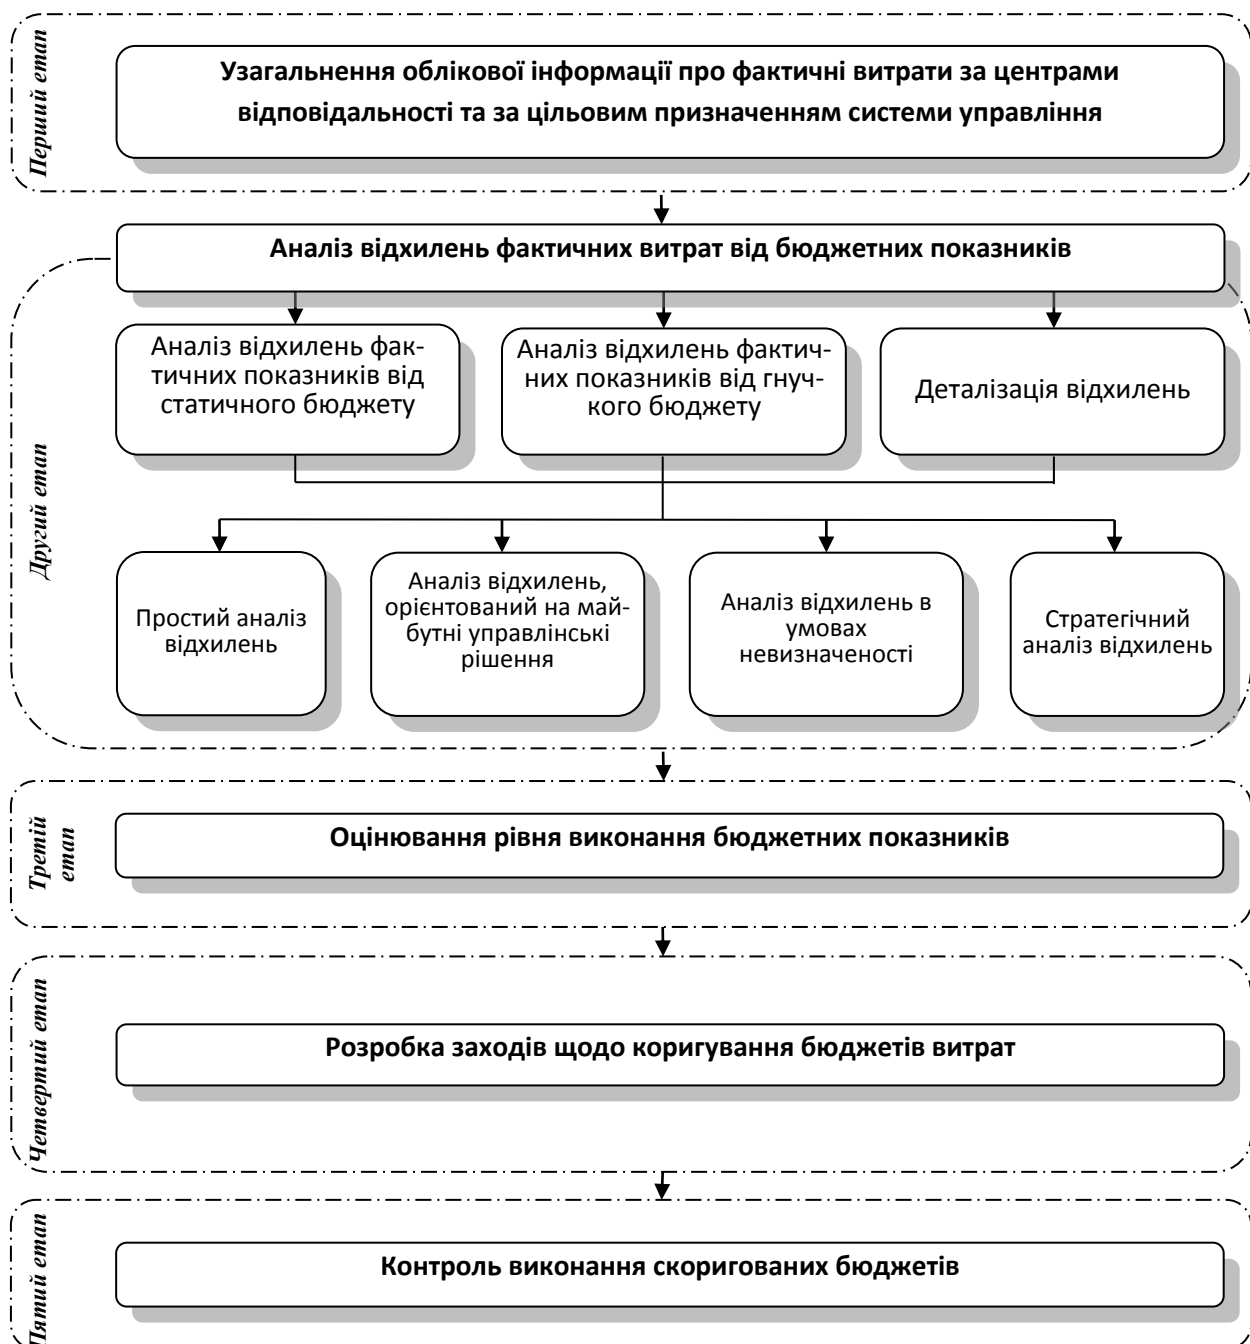 Перший етап
Узагальнення облікової інформації про фактичні витрати за центрами
відповідальності та за цільовим призначенням системи управління
Другий етап
Аналіз відхилень фактичних витрат від бюджетних показників
Аналіз відхилень фак-
тичних показників від
статичного бюджету
Аналіз відхилень фактич-
них показників від гнуч-
кого бюджету
Деталізація відхилень
Простий аналіз
відхилень
Аналіз відхилень,
орієнтований на май-
бутні управлінські
рішення
Аналіз відхилень в
умовах
невизначеності
Стратегічний
аналіз відхилень
Третій
етап
Оцінювання рівня виконання бюджетних показників
Четвертий етап
Розробка заходів щодо коригування бюджетів витрат
Пятий етап
Контроль виконання скоригованих бюджетів